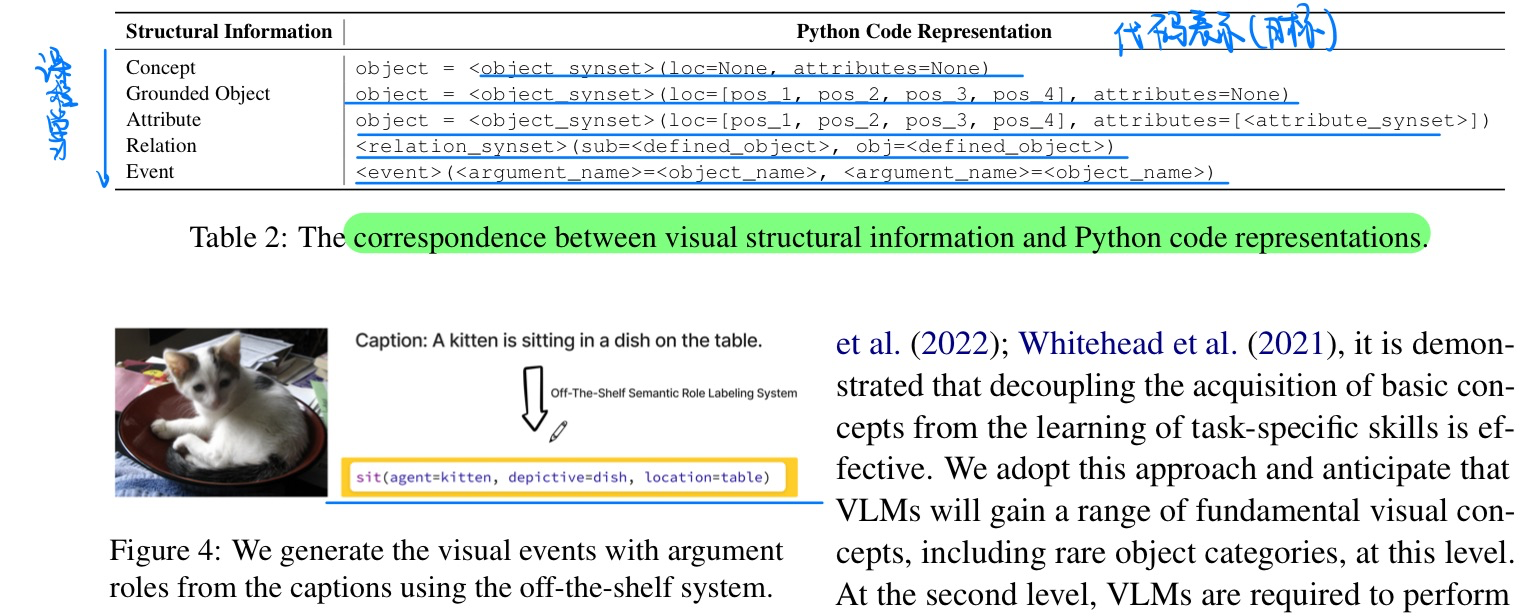 Structural Information Python Code Representation
代码表示(目标)
Concept object = <object_synset>(loc=None, attributes=None)
Grounded Object object = <object_synset>(loc=[pos_1, pos_2, pos_3, pos_4], attributes=None)
Attribute object = <object_synset>(loc=[pos_1, pos_2, pos_3, pos_4], attributes=[<attribute_synset>])
Relation <relation_synset>(sub=<defined_object>, obj=<defined_object>)
Event <event>(<argument_name>=<object_name>, <argument_name>=<object_name>)
Table 2: The correspondence between visual structural information and Python code representations.
Caption: A kitten is sitting in a dish on the table.
Off-The-Shelf Semantic Role Labeling System
sit(agent=kitten, depictive=dish, location=table)
Figure 4: We generate the visual events with argument
roles from the captions using the off-the-shelf system.
et al. (2022); Whitehead et al. (2021), it is demon-
strated that decoupling the acquisition of basic con-
cepts from the learning of task-specific skills is ef-
fective. We adopt this approach and anticipate that
VLMs will gain a range of fundamental visual con-
cepts, including rare object categories, at this level.
At the second level, VLMs are required to perform